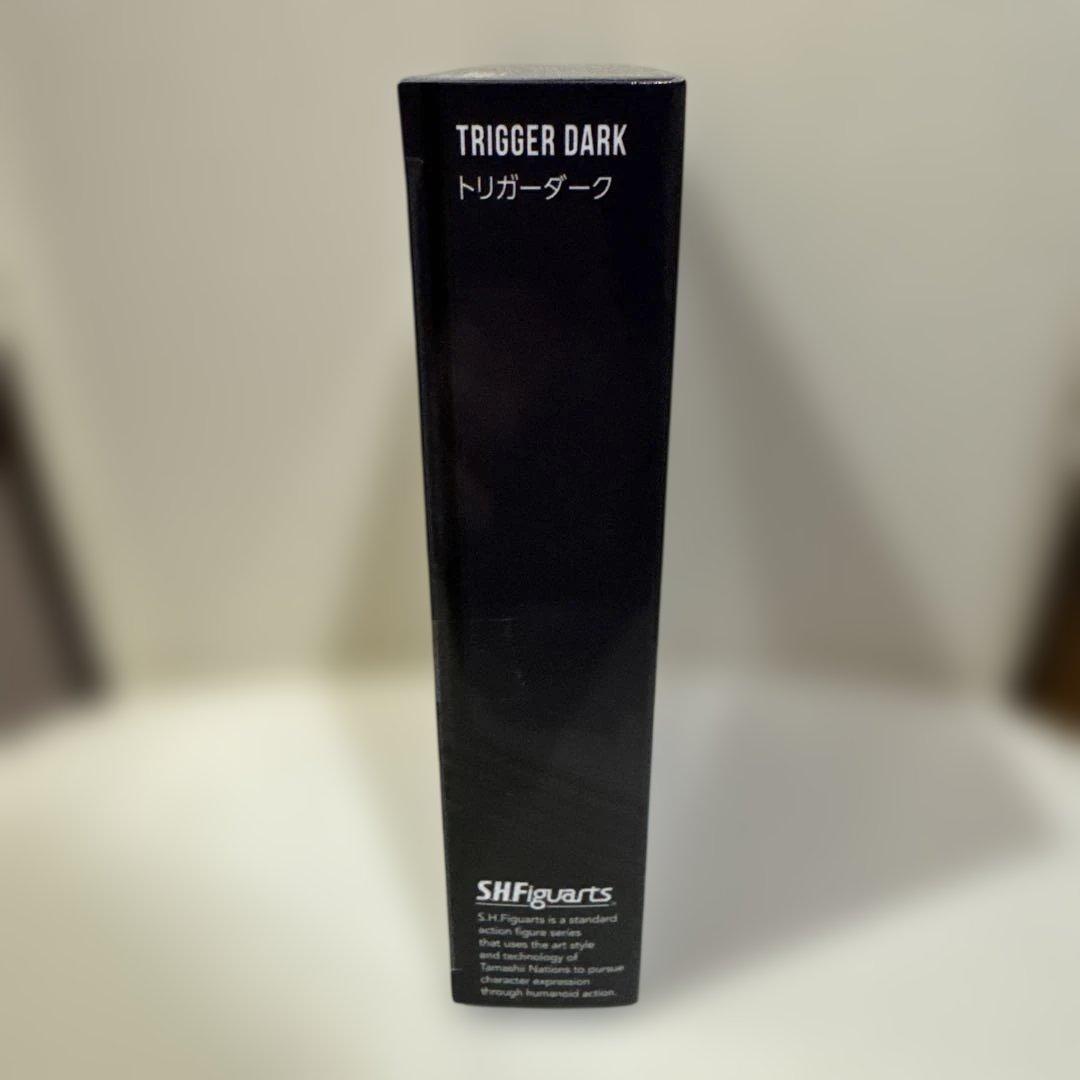 TRIGGER DARK
トリガーダーク
S.H.Figuarts
S.H.Figuarts is a standard
action figure series
that uses the art style
and technology of
Tamashii Nations to pursue
character expression
through humanoid action.